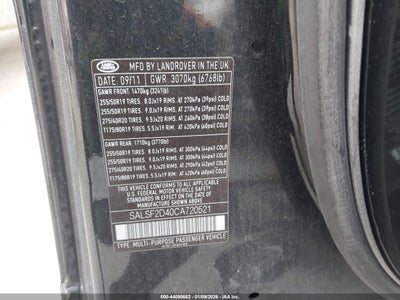 LAND ROVER
MFD. BY LANDROVER IN THE UK
DATE: 09/11 GWR. 3070kg (6768lb)
GAWR FRONT: 1470kg (3241lb)
255/50R19 TIRES. 8.0Jx19 RIMS. AT 270kPa (39psi) COLD
255/50R19 TIRES. 9.0Jx19 RIMS. AT 270kPa (39psi) COLD
275/40R20 TIRES. 9.5Jx20 RIMS. AT 260kPa (38psi) COLD
T175/80R19 TIRES. 5.5Jx19 RIM. AT 420kPa (60psi) COLD
GAWR REAR: 1710kg (3770lb)
255/50R19 TIRES. 8.0Jx19 RIMS. AT 300kPa (44psi) COLD
255/50R19 TIRES. 9.0Jx19 RIMS. AT 300kPa (44psi) COLD
275/40R20 TIRES. 9.5Jx20 RIMS. AT 290kPa (42psi) COLD
T175/80R19 TIRES. 5.5Jx19 RIM. AT 420kPa (60psi) COLD
THIS VEHICLE CONFORMS TO ALL APPLICABLE
U.S. FEDERAL MOTOR VEHICLE SAFETY
STANDARDS IN EFFECT ON THE DATE OF
MANUFACTURE SHOWN ABOVE.
SALSF2D40CA720521
TYPE: MULTI-PURPOSE PASSENGER VEHICLE
000-44090682 - 01/09/2026 - IAA Holdings, LLC